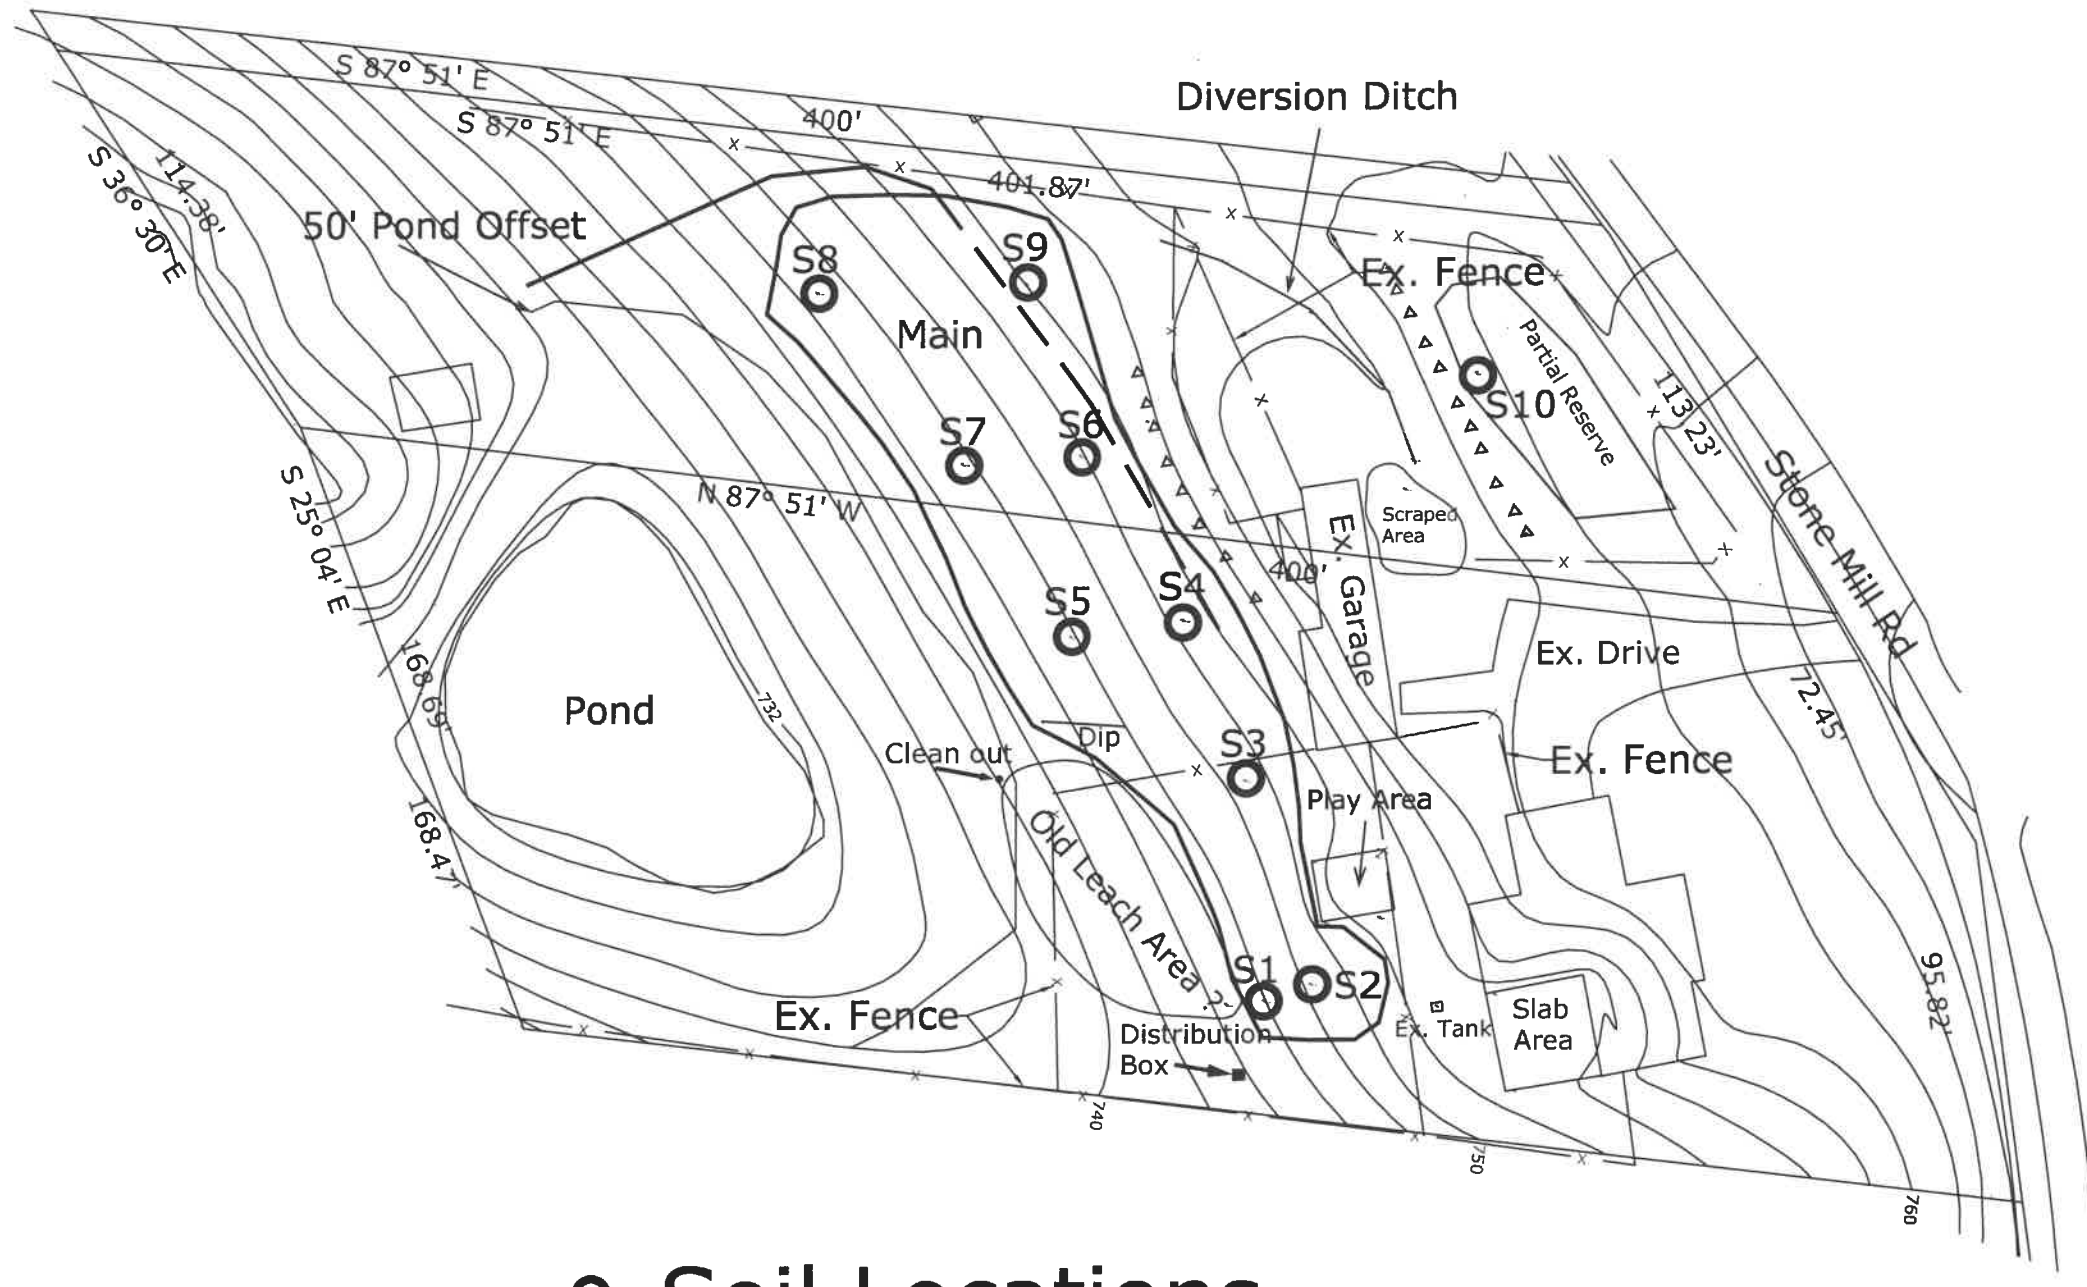 S 87° 51' E
S 87° 51' E
400'
401.87'
Diversion Ditch
S 36° 30' E
114.38'
50' Pond Offset
S8
S9
Main
Ex. Fence
Partial Reserve
S10
113.23'
Stone Mill Rd
S7
S6
N 87° 51' W
400'
Ex. Garage
Scraped
Area
S 25° 04' E
168.69'
168.47'
S5
S4
Ex. Drive
72.45'
Pond
732
Clean out
Dip
S3
Ex. Fence
Play Area
Old Leach Area ?
S1
S2
Ex. Fence
Distribution
Box
Ex. Tank
Slab
Area
95.82'
740
750
760
Soil Locations